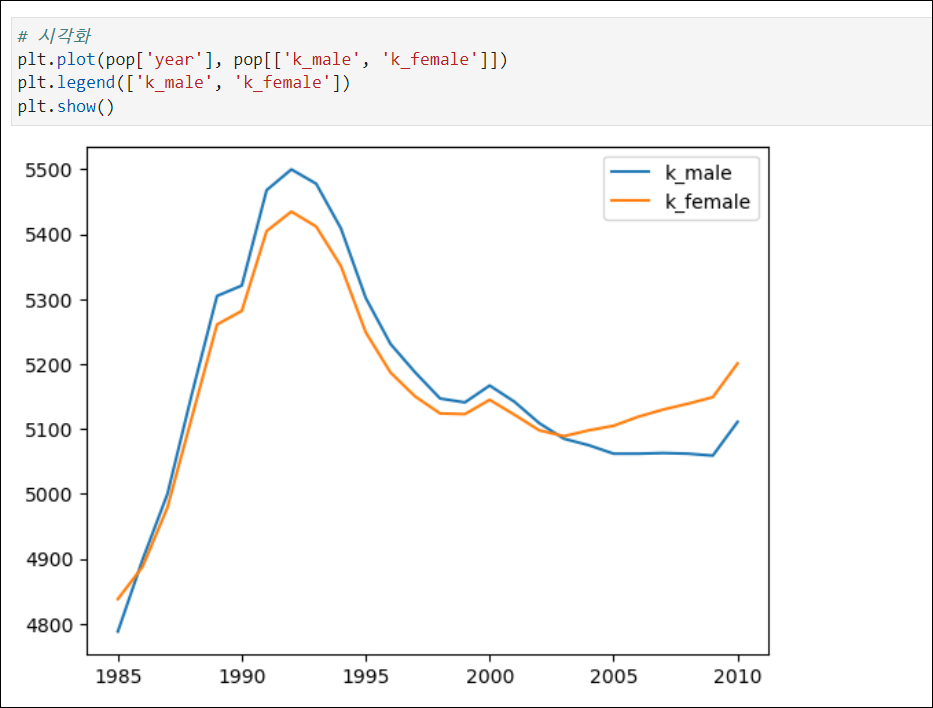 # 시각화
plt.plot(pop['year'], pop[['k_male', 'k_female']])
plt.legend(['k_male', 'k_female'])
plt.show()
k_male
k_female
5500
5400
5300
5200
5100
5000
4900
4800
1985 1990 1995 2000 2005 2010